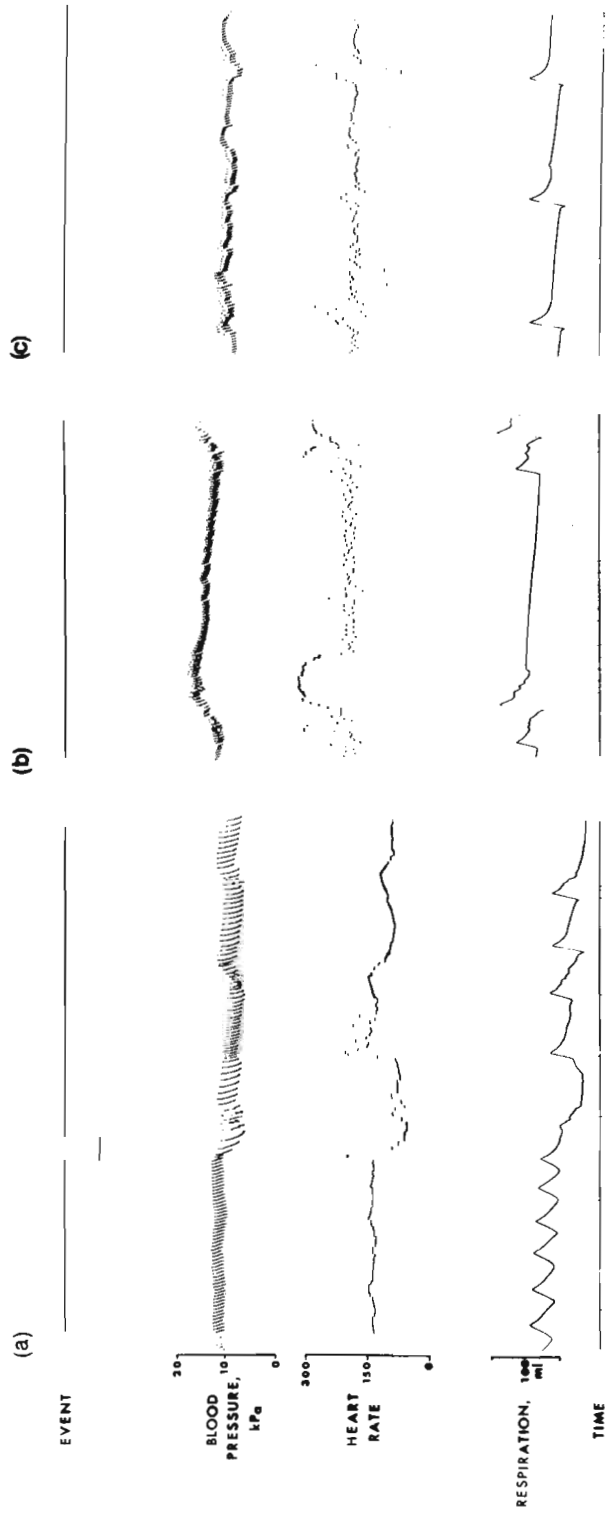 (a)
(b)
(c)
EVENT
BLOOD
PRESSURE,
kPa
20
10
0
HEART
RATE
300
150
0
RESPIRATION,
100
ml
TIME